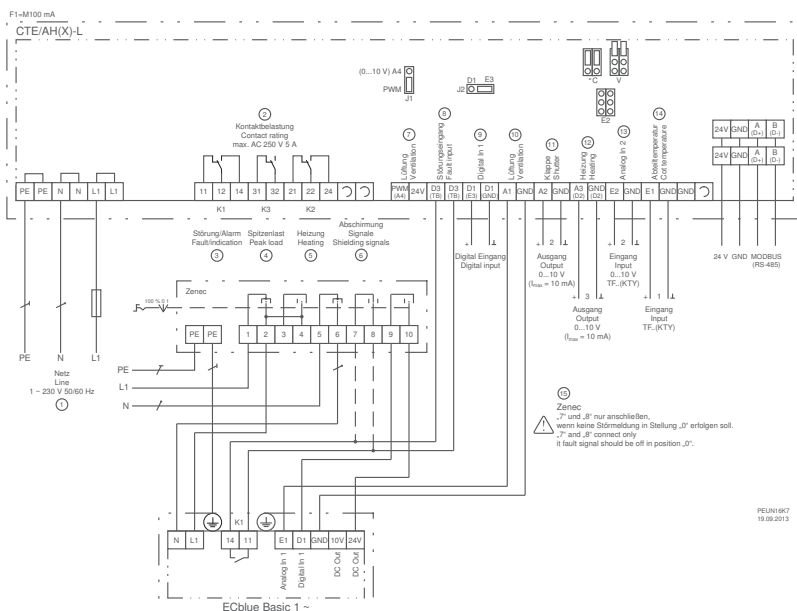 F1=M100 mA
CTE/AH(X)-L
(0...10 V) A4
PWM
J1
D1 E3
J2
°C V
E2
2
Kontaktbelastung
Contact rating
max. AC 250 V 5 A
7
Lüftung
Ventilation
8
Störungseingang
Fault input
9
Digital In 1
10
Lüftung
Ventilation
11
Klappe
Shutter
12
Heizung
Heating
13
Analog In 2
14
Abteiltemperatur
Cot temperature
24V GND A (D+) B (D-)
24V GND A (D+) B (D-)
PE PE N N L1 L1
11 12 14 31 32 21 22 24
PWM (A4) 24V D3 (TB) D3 (TB) D1 (E3) D1 (GND) A1 GND A2 GND A3 (D2) GND (D2) E2 GND E1 GND GND
K1 K3 K2
Störung/Alarm
Fault/indication
3
Spitzenlast
Peak load
4
Heizung
Heating
5
Abschirmung
Signale
Shielding signals
6
+ ⊥ + 2 ⊥ + 2 ⊥
Digital Eingang
Digital input
Ausgang
Output
0...10 V
(Imax = 10 mA)
Eingang
Input
0...10 V
TF..(KTY)
24 V GND MODBUS
(RS-485)
+ 3 ⊥ + 1 ⊥
Ausgang
Output
0...10 V
(Imax = 10 mA)
Eingang
Input
TF..(KTY)
Zenec
100 % 0 1
PE PE 1 2 3 4 5 6 7 8 9 10
PE N L1
Netz
Line
1 ~ 230 V 50/60 Hz
1
PE
L1
N
15
Zenec
„7“ und „8“ nur anschließen,
wenn keine Störmeldung in Stellung „0“ erfolgen soll.
„7“ and „8“ connect only
it fault signal should be off in position „0“.
PEUN16K7
19.09.2013
K1
N L1 14 11 E1 D1 GND 10V 24V
Analog In 1
Digital In 1
DC Out
DC Out
ECblue Basic 1 ~